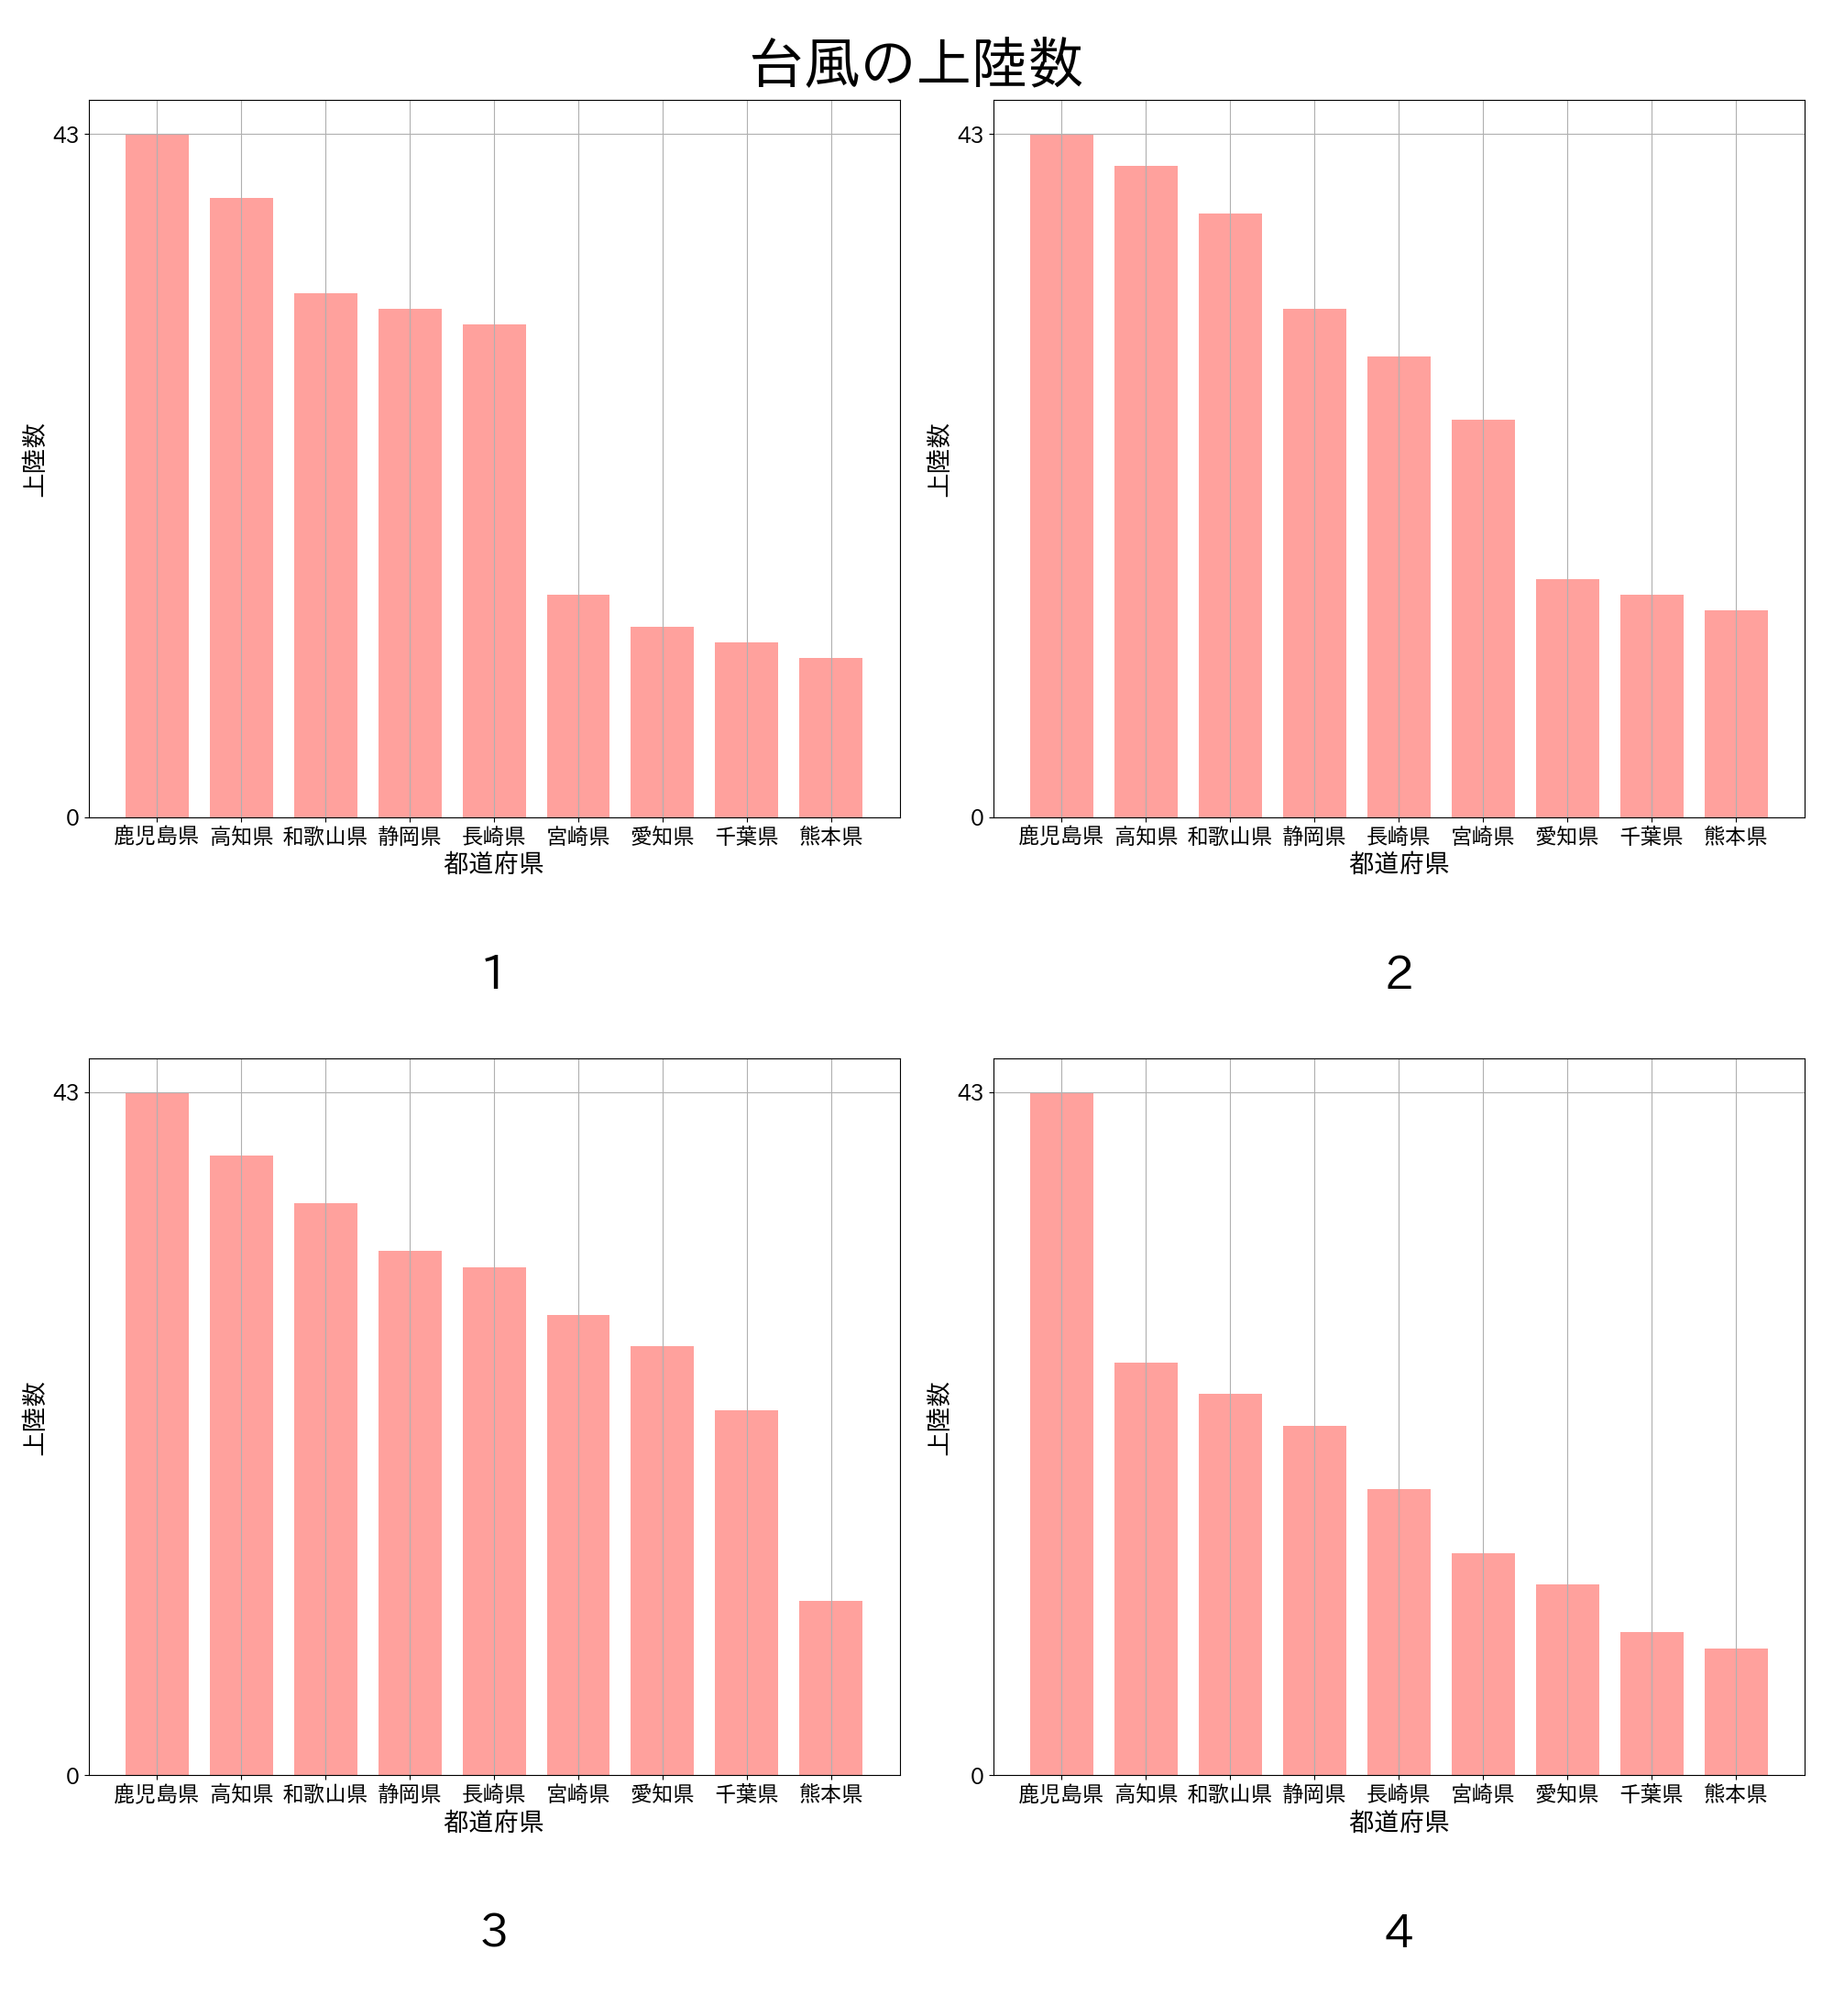 台風の上陸数
43
0
上陸数
鹿児島県 高知県 和歌山県 静岡県 長崎県 宮崎県 愛知県 千葉県 熊本県
都道府県
1
43
0
上陸数
鹿児島県 高知県 和歌山県 静岡県 長崎県 宮崎県 愛知県 千葉県 熊本県
都道府県
2
43
0
上陸数
鹿児島県 高知県 和歌山県 静岡県 長崎県 宮崎県 愛知県 千葉県 熊本県
都道府県
3
43
0
上陸数
鹿児島県 高知県 和歌山県 静岡県 長崎県 宮崎県 愛知県 千葉県 熊本県
都道府県
4